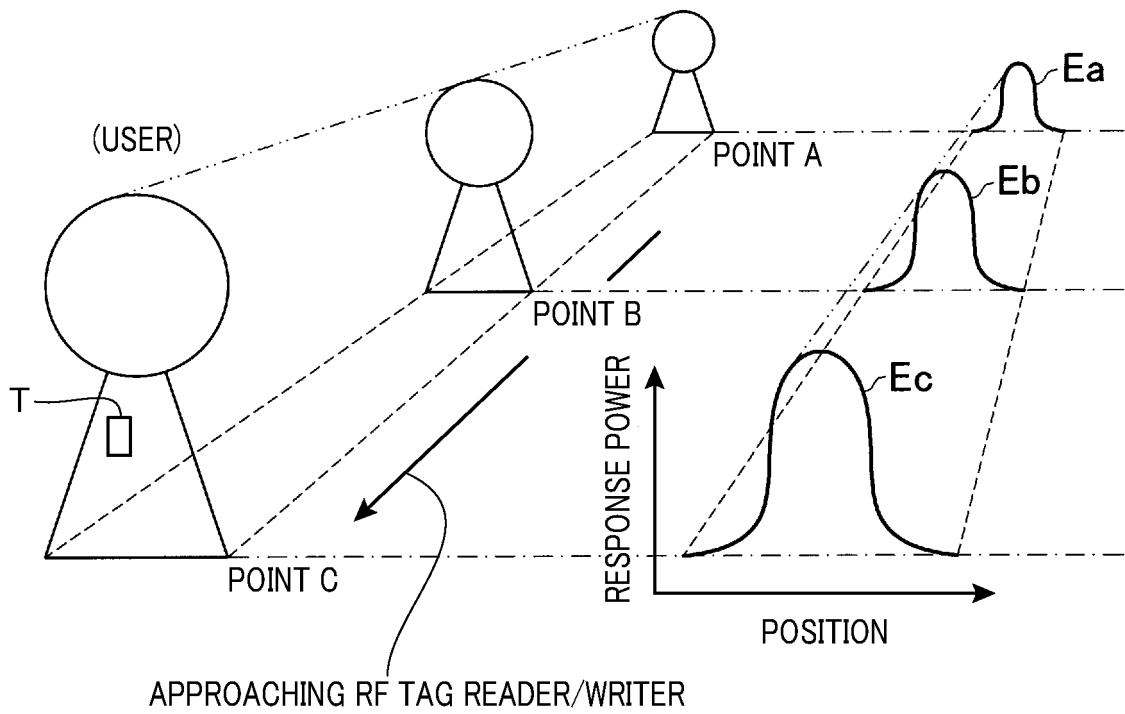 Ea
(USER)
POINT A
Eb
POINT B
Ec
T
RESPONSE POWER
POINT C
POSITION
APPROACHING RF TAG READER/WRITER